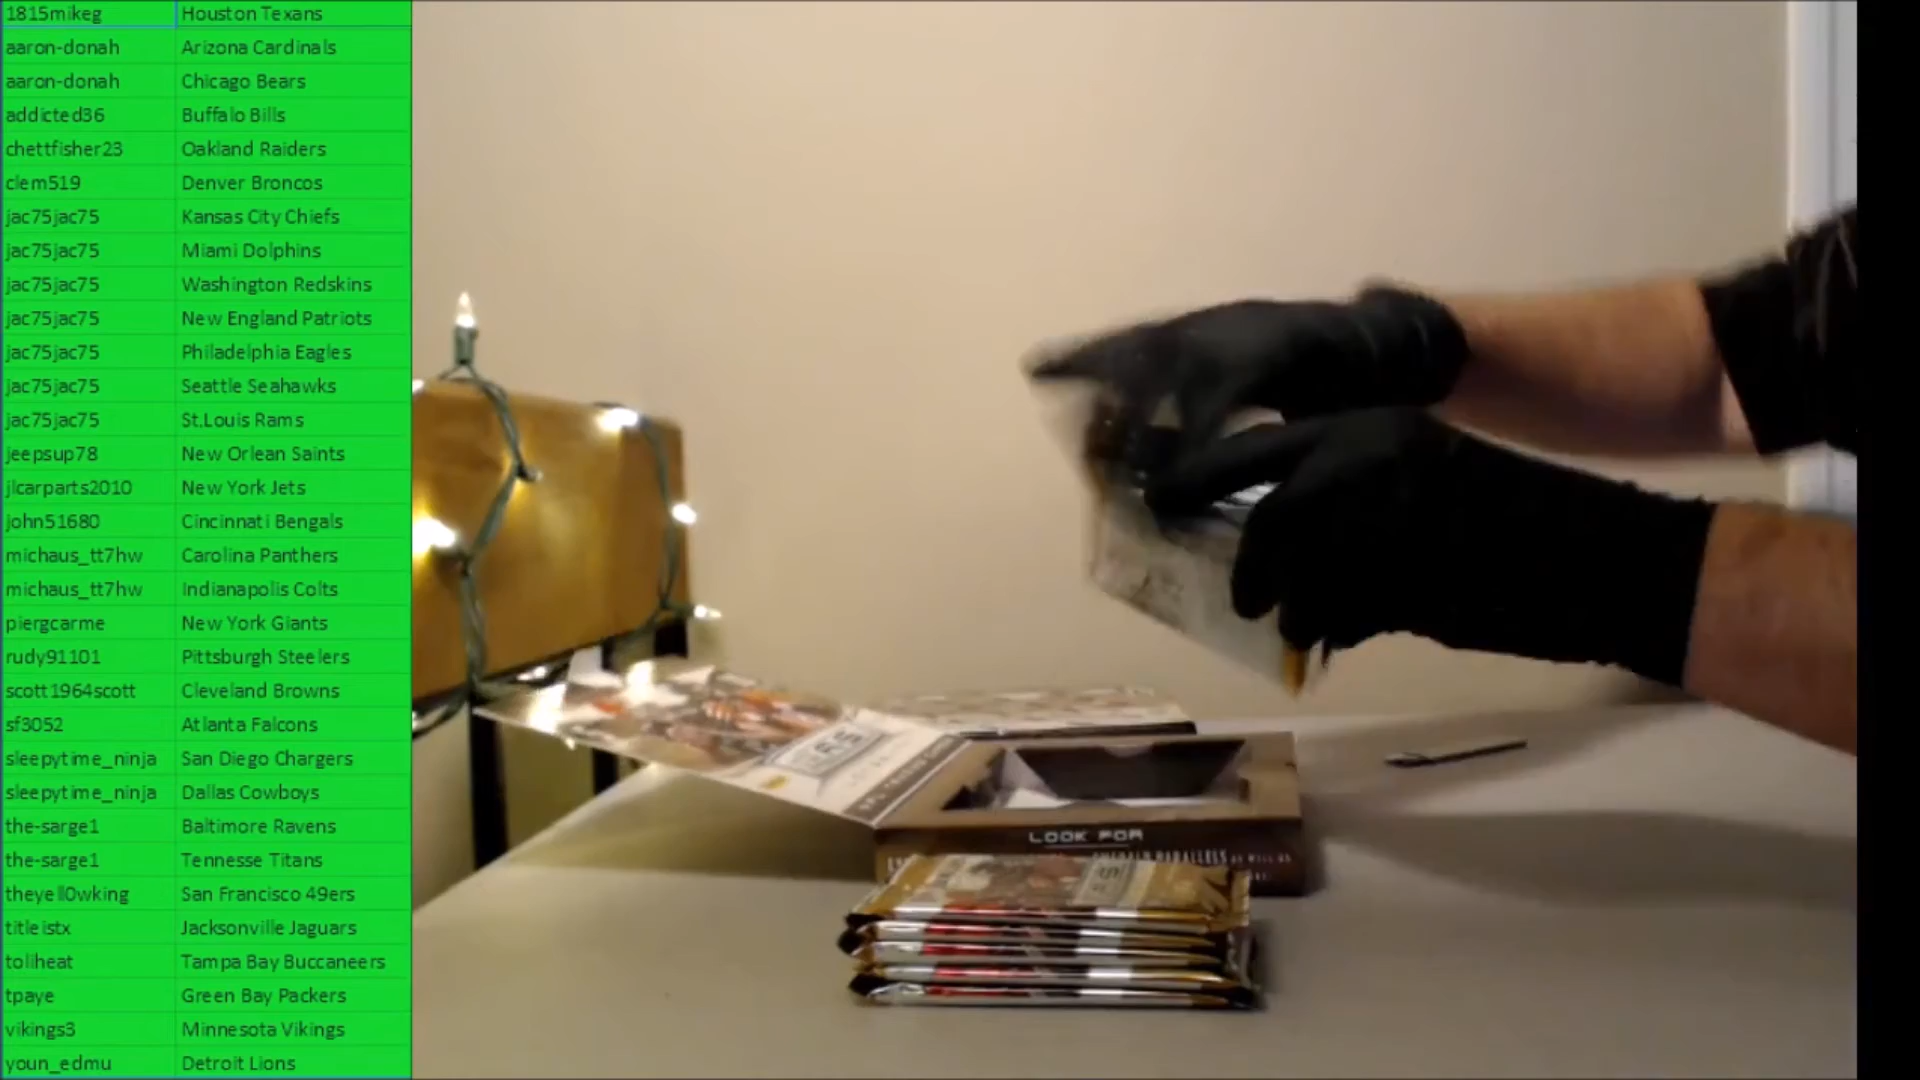 1815mikeg Houston Texans
aaron-donah Arizona Cardinals
aaron-donah Chicago Bears
addicted36 Buffalo Bills
chettfisher23 Oakland Raiders
clem519 Denver Broncos
jac75jac75 Kansas City Chiefs
jac75jac75 Miami Dolphins
jac75jac75 Washington Redskins
jac75jac75 New England Patriots
jac75jac75 Philadelphia Eagles
jac75jac75 Seattle Seahawks
jac75jac75 St.Louis Rams
jeepsup78 New Orlean Saints
jlcarparts2010 New York Jets
john51680 Cincinnati Bengals
michaus_tt7hw Carolina Panthers
michaus_tt7hw Indianapolis Colts
piergcarme New York Giants
rudy91101 Pittsburgh Steelers
scott1964scott Cleveland Browns
sf3052 Atlanta Falcons
sleepytime_ninja San Diego Chargers
sleepytime_ninja Dallas Cowboys
the-sarge1 Baltimore Ravens
the-sarge1 Tennesse Titans
theyell0wking San Francisco 49ers
titleistx Jacksonville Jaguars
toliheat Tampa Bay Buccaneers
tpaye Green Bay Packers
vikings3 Minnesota Vikings
youn_edmu Detroit Lions
LOOK FOR
PARALLELS AS WELL AS